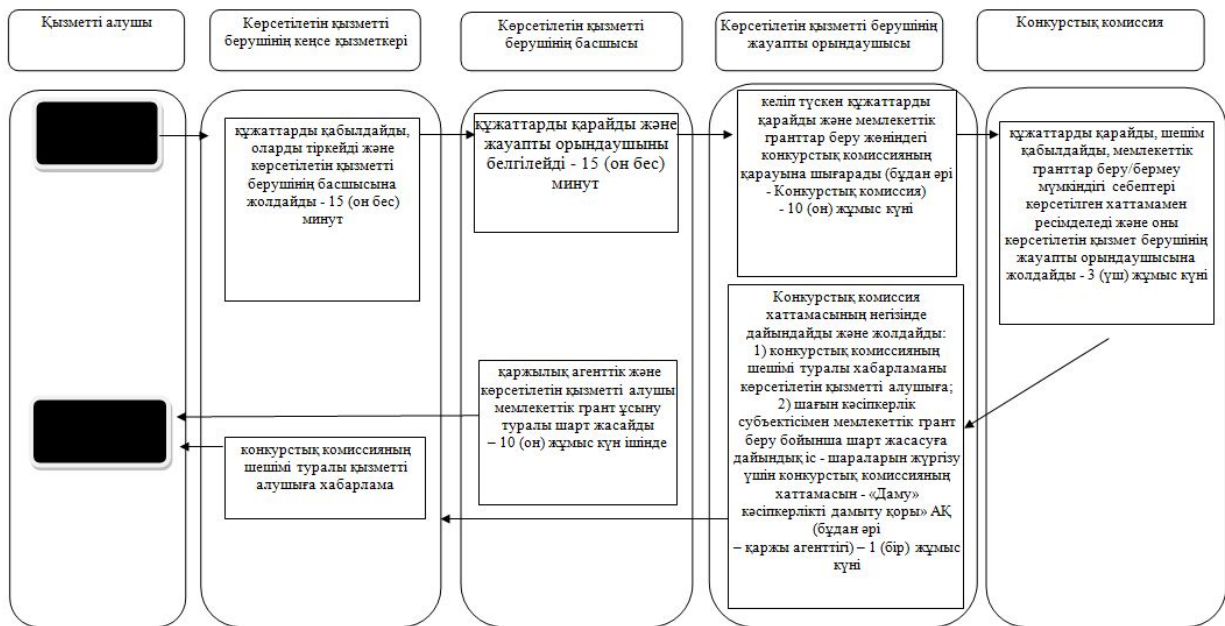 Қызметті алушы
Көрсетілетін қызметті
берушінің кеңсе қызметкері
Көрсетілетін қызметті
берушінің басшысы
Көрсетілетін қызметті берушінің
жауапты орындаушысы
Конкурстық комиссия
құжаттарды қабылдайды,
оларды тіркейді және
көрсетілетін қызметті
берушінің басшысына
жолдайды - 15 (он бес)
минут
құжаттарды қарайды және
жауапты орындаушыны
белгілейді - 15 (он бес)
минут
келіп түскен құжаттарды
қарайды және мемлекеттік
гранттар беру жөніндегі
конкурстық комиссияның
қарауына шығарады (бұдан әрі
- Конкурстық комиссия)
- 10 (он) жұмыс күні
құжаттарды қарайды, шешім
қабылдайды, мемлекеттік
гранттар беру/бермеу
мүмкіндігі себептері
көрсетілген хаттамамен
ресімделеді және оны
көрсетілетін қызмет берушінің
жауапты орындаушысына
жолдайды - 3 (үш) жұмыс күні
Конкурстық комиссия
хаттамасының негізінде
дайындайды және жолдайды:
1) конкурстық комиссияның
шешімі туралы хабарламаны
көрсетілетін қызметті алушыға;
2) шағын кәсіпкерлік
субъектісімен мемлекеттік грант
беру бойынша шарт жасасуға
дайындық іс - шараларын жүргізу
үшін конкурстық комиссияның
хаттамасын - «Даму»
кәсіпкерлікті дамыту қоры» АҚ
(бұдан әрі
– қаржы агенттігі) – 1 (бір) жұмыс
күні
қаржылық агенттік және
көрсетілетін қызметті алушы
мемлекеттік грант ұсыну
туралы шарт жасайды
– 10 (он) жұмыс күн ішінде
конкурстық комиссияның
шешімі туралы қызметті
алушыға хабарлама